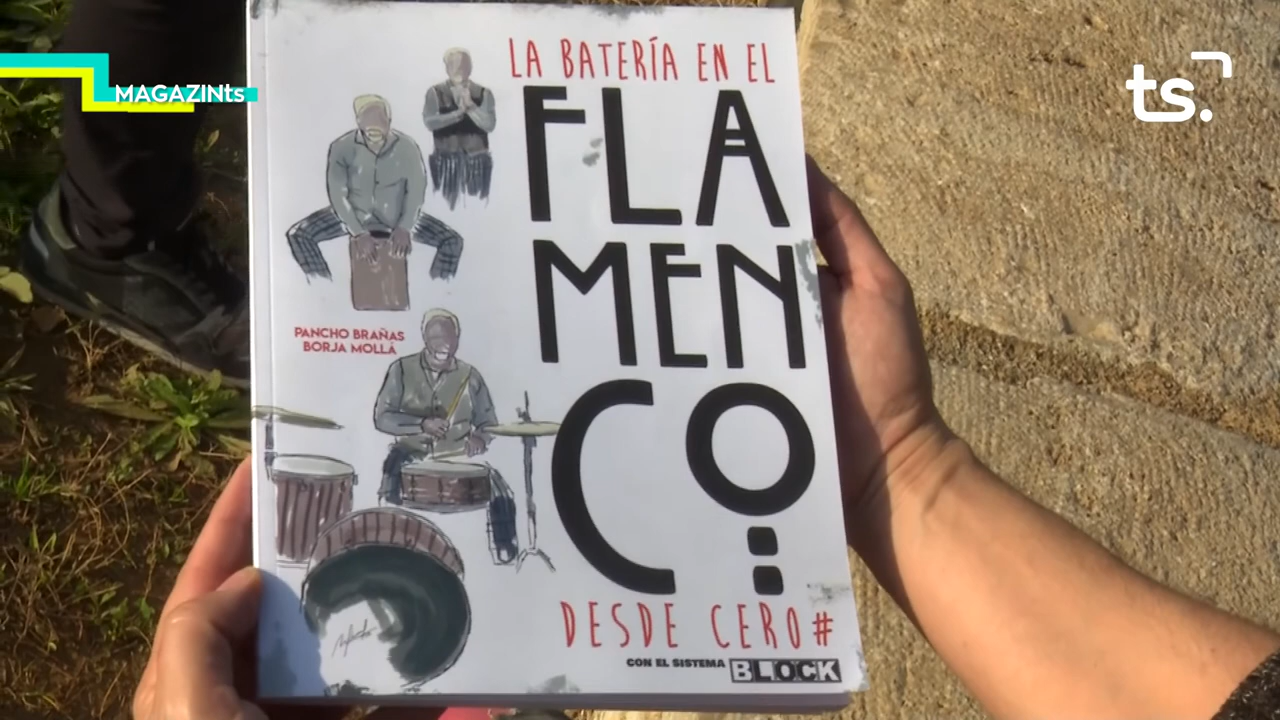 MAGAZINts
ts.
LA BATERÍA EN EL
FLA
MEN
CO
PANCHO BRAÑAS
BORJA MOLLÁ
DESDE CERO#
CON EL SISTEMA BLOCK